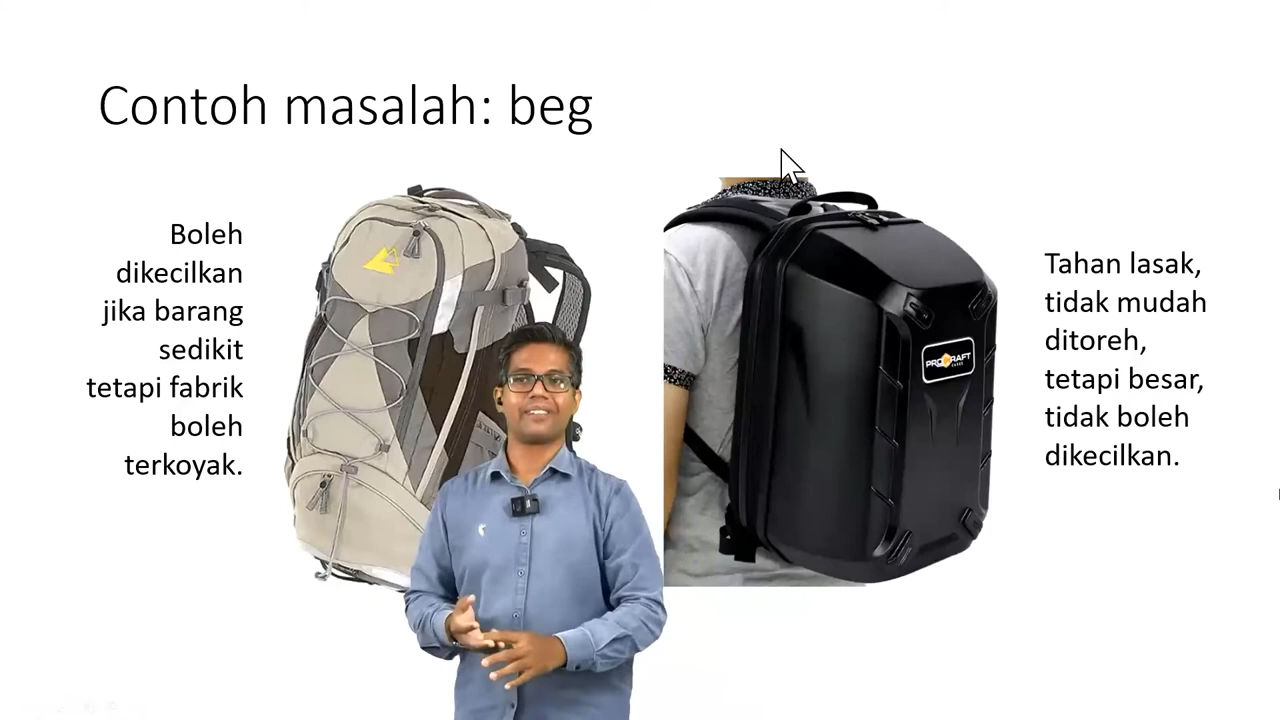 Contoh masalah: beg
Boleh
dikecilkan
jika barang
sedikit
tetapi fabrik
boleh
terkoyak.
PROCRAFT
Tahan lasak,
tidak mudah
ditoreh,
tetapi besar,
tidak boleh
dikecilkan.